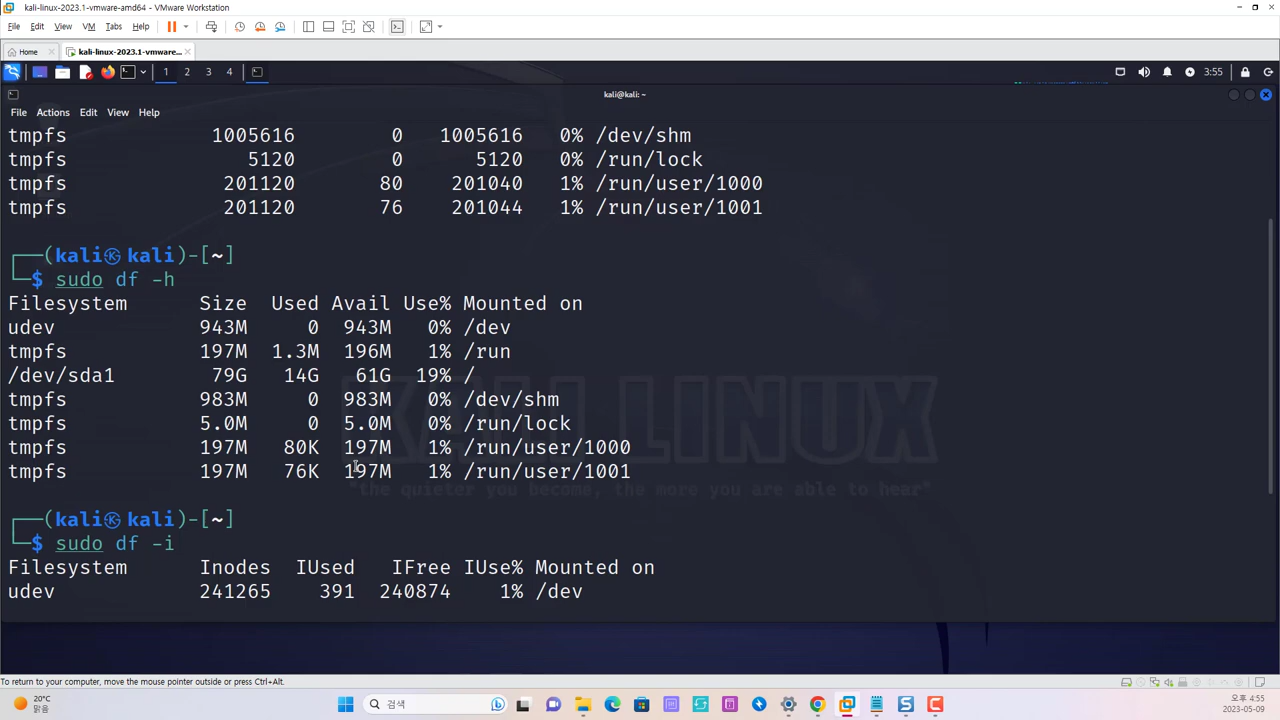 kali-linux-2023.1-vmware-amd64 - VMware Workstation
File Edit View VM Tabs Help
Home kali-linux-2023.1-vmware...
1 2 3 4 3:55
kali@kali: ~
File Actions Edit View Help
tmpfs 1005616 0 1005616 0% /dev/shm
tmpfs 5120 0 5120 0% /run/lock
tmpfs 201120 80 201040 1% /run/user/1000
tmpfs 201120 76 201044 1% /run/user/1001
┌──(kali㉿kali)-[~]
└─$ sudo df -h
Filesystem Size Used Avail Use% Mounted on
udev 943M 0 943M 0% /dev
tmpfs 197M 1.3M 196M 1% /run
/dev/sda1 79G 14G 61G 19% /
tmpfs 983M 0 983M 0% /dev/shm
tmpfs 5.0M 0 5.0M 0% /run/lock
tmpfs 197M 80K 197M 1% /run/user/1000
tmpfs 197M 76K 197M 1% /run/user/1001
KALI LINUX
"the quieter you become, the more you are able to hear"
┌──(kali㉿kali)-[~]
└─$ sudo df -i
Filesystem Inodes IUsed IFree IUse% Mounted on
udev 241265 391 240874 1% /dev
To return to your computer, move the mouse pointer outside or press Ctrl+Alt.
20°C
맑음
검색
오후 4:55
2023-05-09